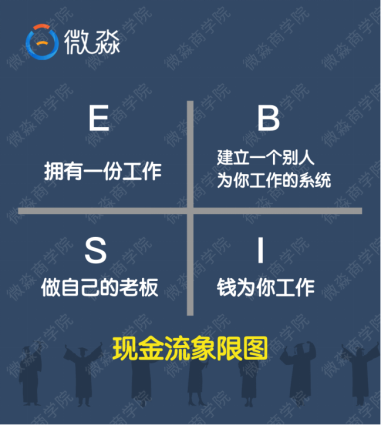 微淼
E
拥有一份工作
B
建立一个别人
为你工作的系统
S
做自己的老板
I
钱为你工作
现金流象限图
微淼商学院